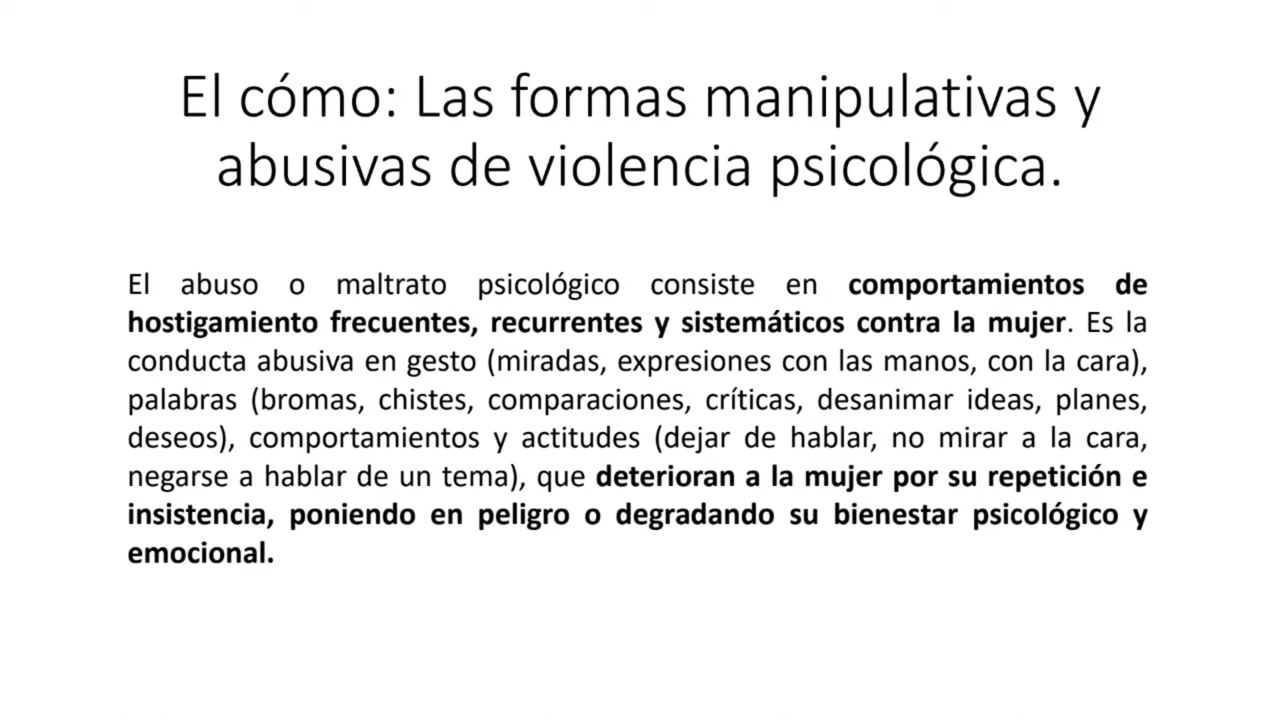 El cómo: Las formas manipulativas y
abusivas de violencia psicológica.
El abuso o maltrato psicológico consiste en comportamientos de
hostigamiento frecuentes, recurrentes y sistemáticos contra la mujer. Es la
conducta abusiva en gesto (miradas, expresiones con las manos, con la cara),
palabras (bromas, chistes, comparaciones, críticas, desanimar ideas, planes,
deseos), comportamientos y actitudes (dejar de hablar, no mirar a la cara,
negarse a hablar de un tema), que deterioran a la mujer por su repetición e
insistencia, poniendo en peligro o degradando su bienestar psicológico y
emocional.